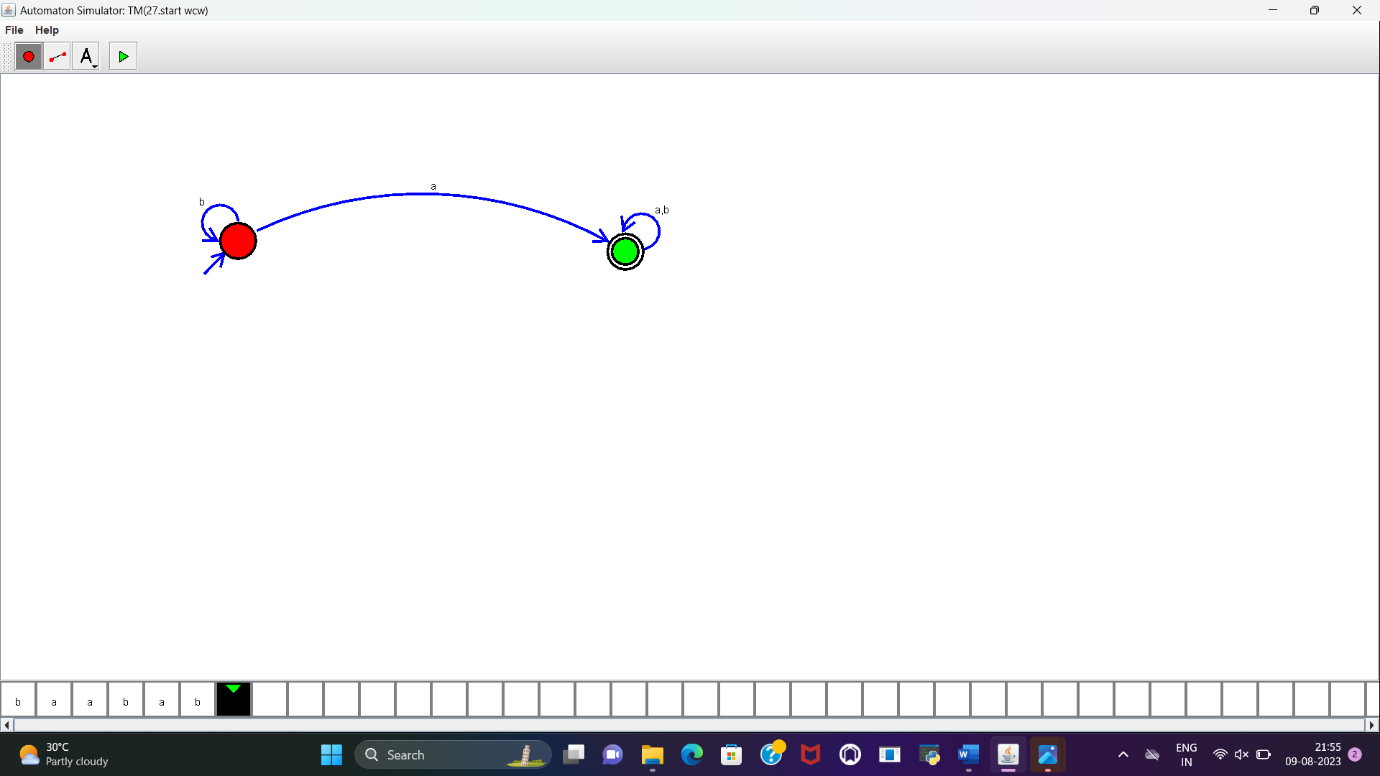 Automaton Simulator: TM(27.start wcw)
File Help
A
a
b
a,b
b a a b a b
30°C
Partly cloudy
Search
ENG
IN
21:55
09-08-2023
2